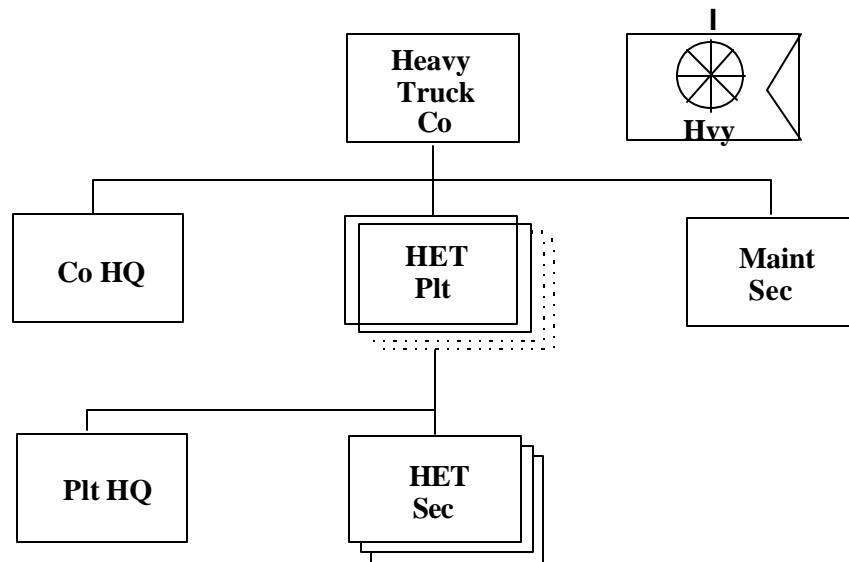 Heavy
Truck
Co
I
Hvy
Co HQ
HET
Plt
Maint
Sec
Plt HQ
HET
Sec